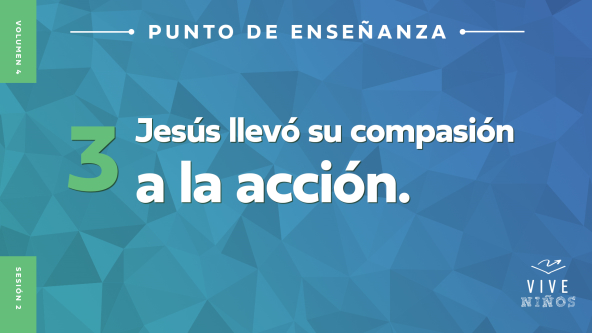 VOLUMEN 4
PUNTO DE ENSEÑANZA
3
Jesús llevó su compasión
a la acción.
SESIÓN 2
VIVE
NIÑOS